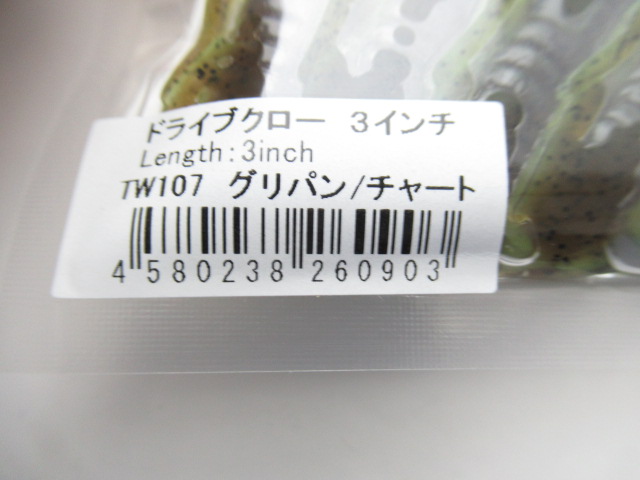 ドライブクロー 3インチ
Length:3inch
TW107 グリパン/チャート
4 580238 260903